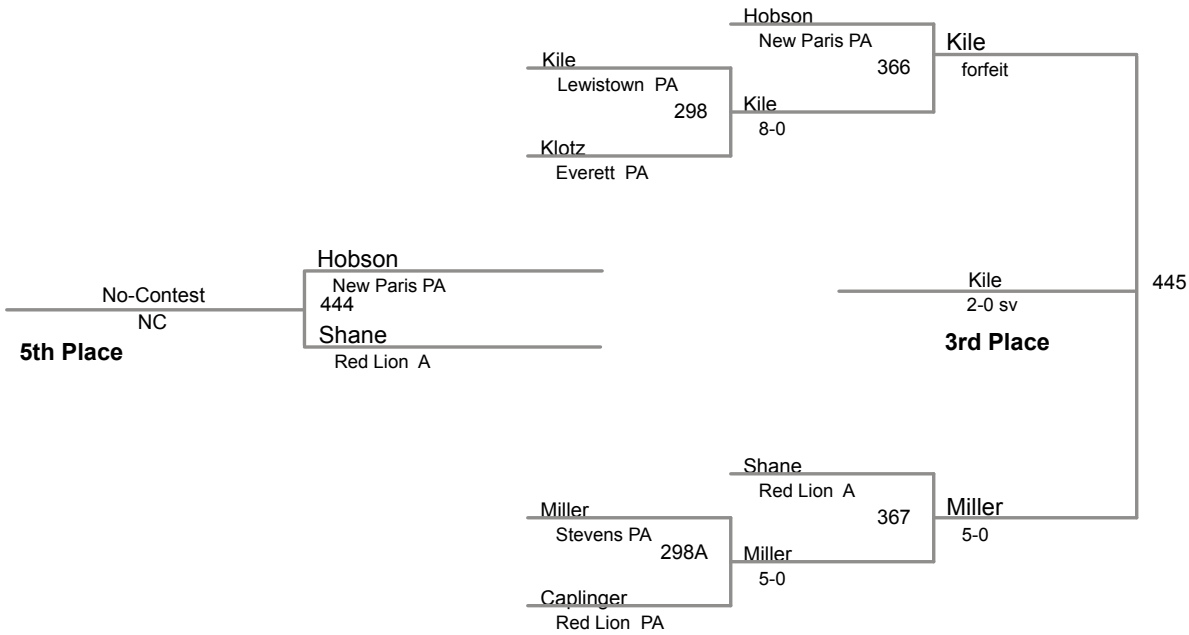 Hobson
New Paris PA
366
Kile
forfeit
Kile
Lewistown PA
298
Kile
8-0
Klotz
Everett PA
Hobson
New Paris PA
444
Shane
Red Lion A
No-Contest
NC
5th Place
Kile
2-0 sv
3rd Place
445
Shane
Red Lion A
367
Miller
5-0
Miller
Stevens PA
298A
Miller
5-0
Caplinger
Red Lion PA